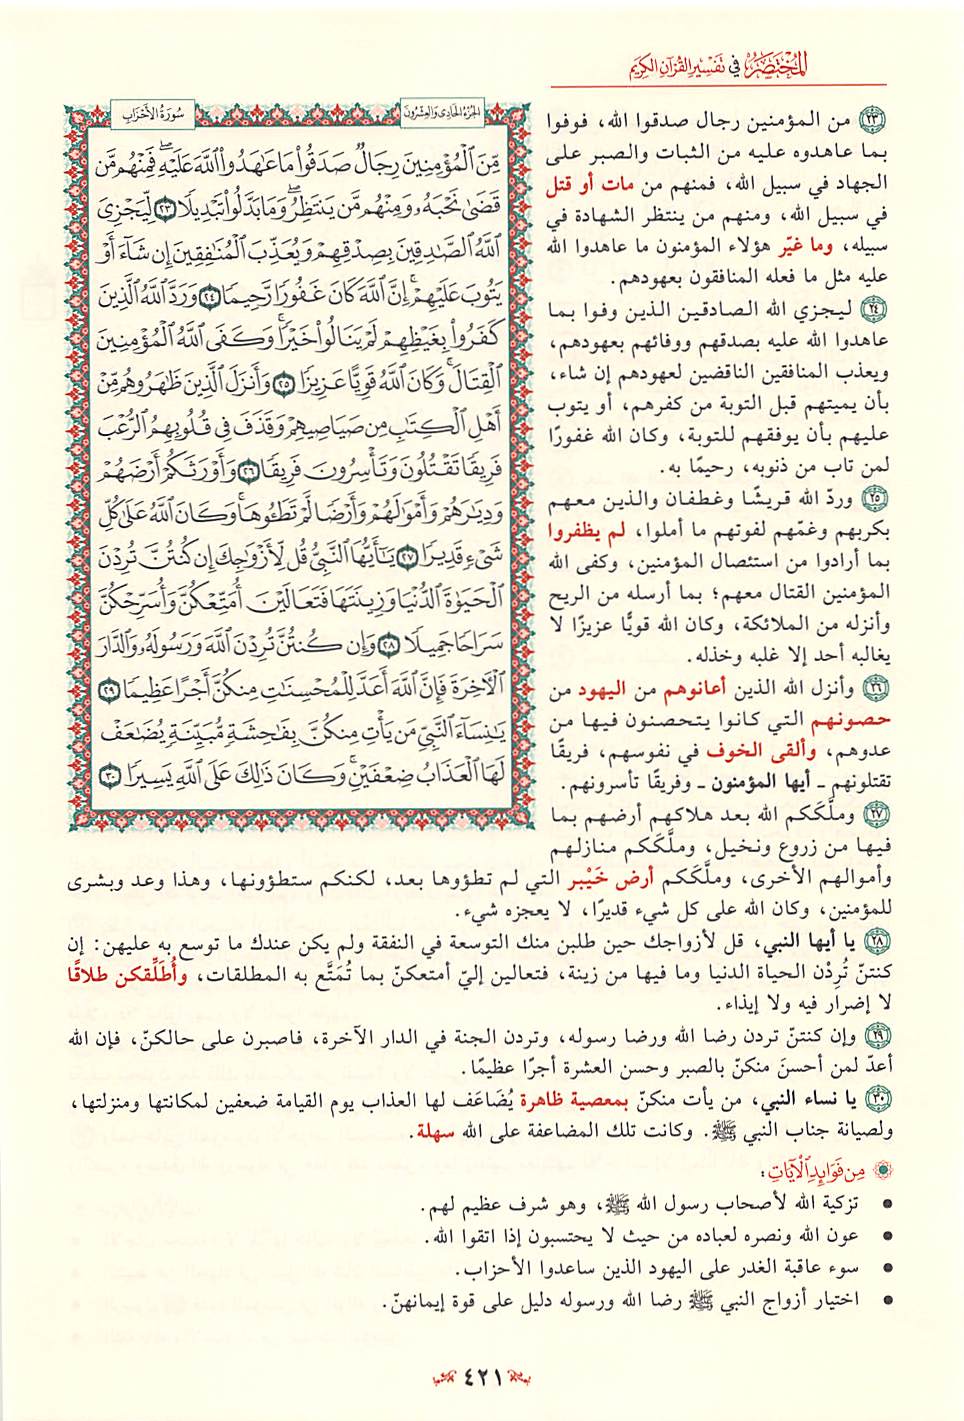 المختصر في تفسير القرآن الكريم
الجزء الحادي والعشرون
سورة الأحزاب
مِّنَ ٱلْمُؤْمِنِينَ رِجَالٌ صَدَقُوا۟ مَا عَٰهَدُوا۟ ٱللَّهَ عَلَيْهِ ۖ فَمِنْهُم مَّن
قَضَىٰ نَحْبَهُۥ وَمِنْهُم مَّن يَنتَظِرُ ۖ وَمَا بَدَّلُوا۟ تَبْدِيلًا ٢٣ لِّيَجْزِىَ
ٱللَّهُ ٱلصَّٰدِقِينَ بِصِدْقِهِمْ وَيُعَذِّبَ ٱلْمُنَٰفِقِينَ إِن شَآءَ أَوْ
يَتُوبَ عَلَيْهِمْ ۚ إِنَّ ٱللَّهَ كَانَ غَفُورًا رَّحِيمًا ٢٤ وَرَدَّ ٱللَّهُ ٱلَّذِينَ
كَفَرُوا۟ بِغَيْظِهِمْ لَمْ يَنَالُوا۟ خَيْرًا ۚ وَكَفَى ٱللَّهُ ٱلْمُؤْمِنِينَ
ٱلْقِتَالَ ۚ وَكَانَ ٱللَّهُ قَوِيًّا عَزِيزًا ٢٥ وَأَنزَلَ ٱلَّذِينَ ظَٰهَرُوهُم مِّنْ
أَهْلِ ٱلْكِتَٰبِ مِن صَيَاصِيهِمْ وَقَذَفَ فِى قُلُوبِهِمُ ٱلرُّعْبَ
فَرِيقًا تَقْتُلُونَ وَتَأْسِرُونَ فَرِيقًا ٢٦ وَأَوْرَثَكُمْ أَرْضَهُمْ
وَدِيَٰرَهُمْ وَأَمْوَٰلَهُمْ وَأَرْضًا لَّمْ تَطَـُٔوهَا ۚ وَكَانَ ٱللَّهُ عَلَىٰ كُلِّ
شَىْءٍ قَدِيرًا ٢٧ يَٰٓأَيُّهَا ٱلنَّبِىُّ قُل لِّأَزْوَٰجِكَ إِن كُنتُنَّ تُرِدْنَ
ٱلْحَيَوٰةَ ٱلدُّنْيَا وَزِينَتَهَا فَتَعَالَيْنَ أُمَتِّعْكُنَّ وَأُسَرِّحْكُنَّ
سَرَاحًا جَمِيلًا ٢٨ وَإِن كُنتُنَّ تُرِدْنَ ٱللَّهَ وَرَسُولَهُۥ وَٱلدَّارَ
ٱلْءَاخِرَةَ فَإِنَّ ٱللَّهَ أَعَدَّ لِلْمُحْسِنَٰتِ مِنكُنَّ أَجْرًا عَظِيمًا ٢٩
يَٰنِسَآءَ ٱلنَّبِىِّ مَن يَأْتِ مِنكُنَّ بِفَٰحِشَةٍ مُّبَيِّنَةٍ يُضَٰعَفْ
لَهَا ٱلْعَذَابُ ضِعْفَيْنِ ۚ وَكَانَ ذَٰلِكَ عَلَى ٱللَّهِ يَسِيرًا ٣٠
٢٣ من المؤمنين رجال صدقوا الله، فوفوا
بما عاهدوه عليه من الثبات والصبر على
الجهاد في سبيل الله، فمنهم من مات أو قتل
في سبيل الله، ومنهم من ينتظر الشهادة في
سبيله، وما غيّر هؤلاء المؤمنون ما عاهدوا الله
عليه مثل ما فعله المنافقون بعهودهم.
٢٤ ليجزي الله الصادقين الذين وفوا بما
عاهدوا الله عليه بصدقهم ووفائهم بعهودهم،
ويعذب المنافقين الناقضين لعهودهم إن شاء،
بأن يميتهم قبل التوبة من كفرهم، أو يتوب
عليهم بأن يوفقهم للتوبة، وكان الله غفورًا
لمن تاب من ذنوبه، رحيمًا به.
٢٥ وردّ الله قريشًا وغطفان والذين معهم
بكربهم وغمّهم لفوتهم ما أملوا، لم يظفروا
بما أرادوا من استئصال المؤمنين، وكفى الله
المؤمنين القتال معهم؛ بما أرسله من الريح
وأنزله من الملائكة، وكان الله قويًّا عزيزًا لا
يغالبه أحد إلا غلبه وخذله.
٢٦ وأنزل الله الذين أعانوهم من اليهود من
حصونهم التي كانوا يتحصنون فيها من
عدوهم، وألقى الخوف في نفوسهم، فريقًا
تقتلونهم ـ أيها المؤمنون ـ وفريقًا تأسرونهم.
٢٧ وملَّككم الله بعد هلاكهم أرضهم بما
فيها من زروع ونخيل، وملَّككم منازلهم
وأموالهم الأخرى، وملَّككم أرض خَيْبر التي لم تطؤوها بعد، لكنكم ستطؤونها، وهذا وعد وبشرى
للمؤمنين، وكان الله على كل شيء قديرًا، لا يعجزه شيء.
٢٨ يا أيها النبي، قل لأزواجك حين طلبن منك التوسعة في النفقة ولم يكن عندك ما توسع به عليهن: إن
كنتنّ تُرِدْن الحياة الدنيا وما فيها من زينة، فتعالين إليّ أمتعكنّ بما تُمَتَّع به المطلقات، وأُطَلِّقكن طلاقًا
لا إضرار فيه ولا إيذاء.
٢٩ وإن كنتنّ تردن رضا الله ورضا رسوله، وتردن الجنة في الدار الآخرة، فاصبرن على حالكنّ، فإن الله
أعدّ لمن أحسنَ منكنّ بالصبر وحسن العشرة أجرًا عظيمًا.
٣٠ يا نساء النبي، من يأت منكنّ بمعصية ظاهرة يُضَاعَف لها العذاب يوم القيامة ضعفين لمكانتها ومنزلتها،
ولصيانة جناب النبي ﷺ. وكانت تلك المضاعفة على الله سهلة.
من فوائد الآيات:
• تزكية الله لأصحاب رسول الله ﷺ، وهو شرف عظيم لهم.
• عون الله ونصره لعباده من حيث لا يحتسبون إذا اتقوا الله.
• سوء عاقبة الغدر على اليهود الذين ساعدوا الأحزاب.
• اختيار أزواج النبي ﷺ رضا الله ورسوله دليل على قوة إيمانهنّ.
٤٢١